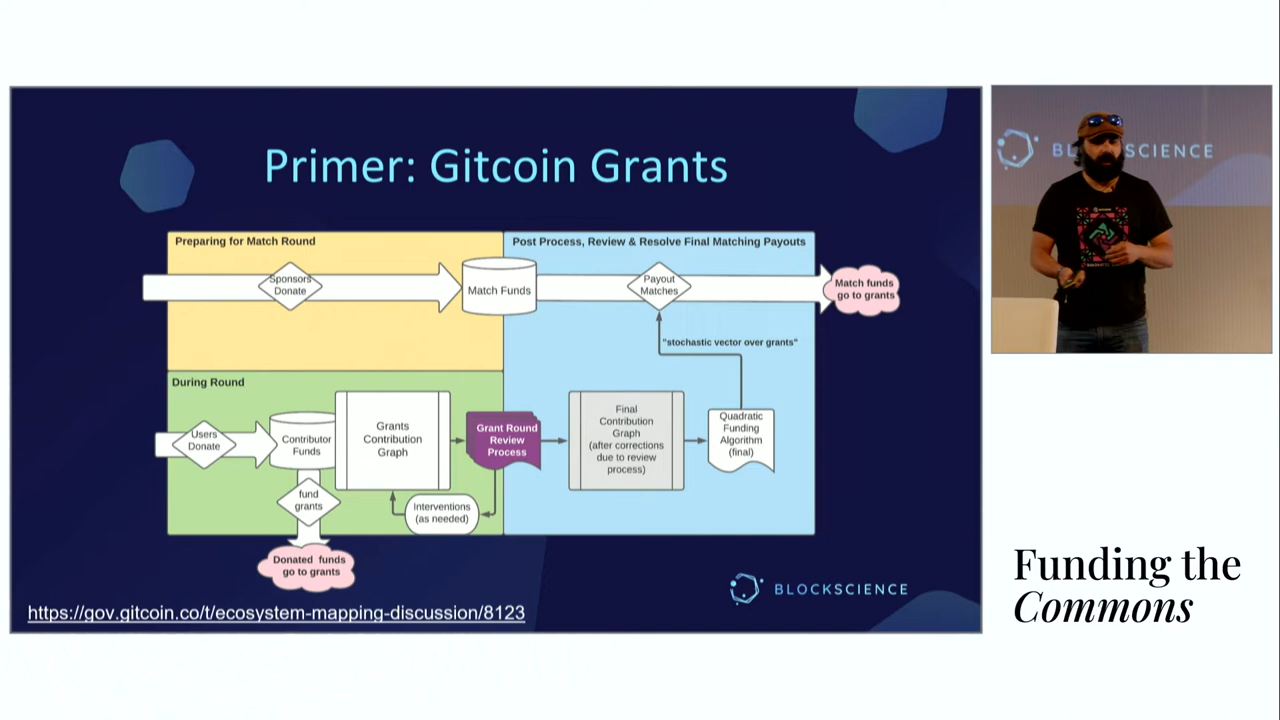 Primer: Gitcoin Grants
Preparing for Match Round
Post Process, Review & Resolve Final Matching Payouts
Sponsors
Donate
Match Funds
Payout
Matches
Match funds
go to grants
"stochastic vector over grants"
During Round
Users
Donate
Contributor
Funds
Grants
Contribution
Graph
Grant Round
Review
Process
Final
Contribution
Graph
(after corrections
due to review
process)
Quadratic
Funding
Algorithm
(final)
fund
grants
Interventions
(as needed)
Donated funds
go to grants
BLOCKSCIENCE
https://gov.gitcoin.co/t/ecosystem-mapping-discussion/8123
BL SCIENCE
Funding the
Commons